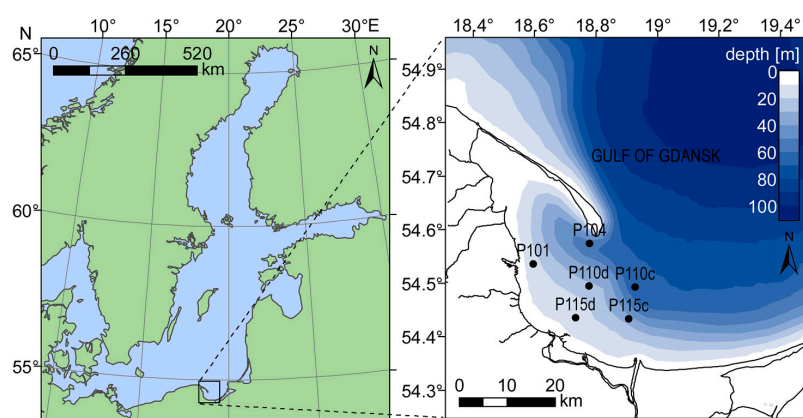 10° 15° 20° 25° 30°E
N
65°
0 260 520
km
N
60°
55°
18,4° 18,6° 18,8° 19° 19,2° 19,4°
54,9°
54,8°
54,7°
54,6°
54,5°
54,4°
54,3°
depth [m]
0
20
40
60
80
100
N
GULF OF GDANSK
P104
P101
P110d P110c
P115d P115c
0 10 20
km